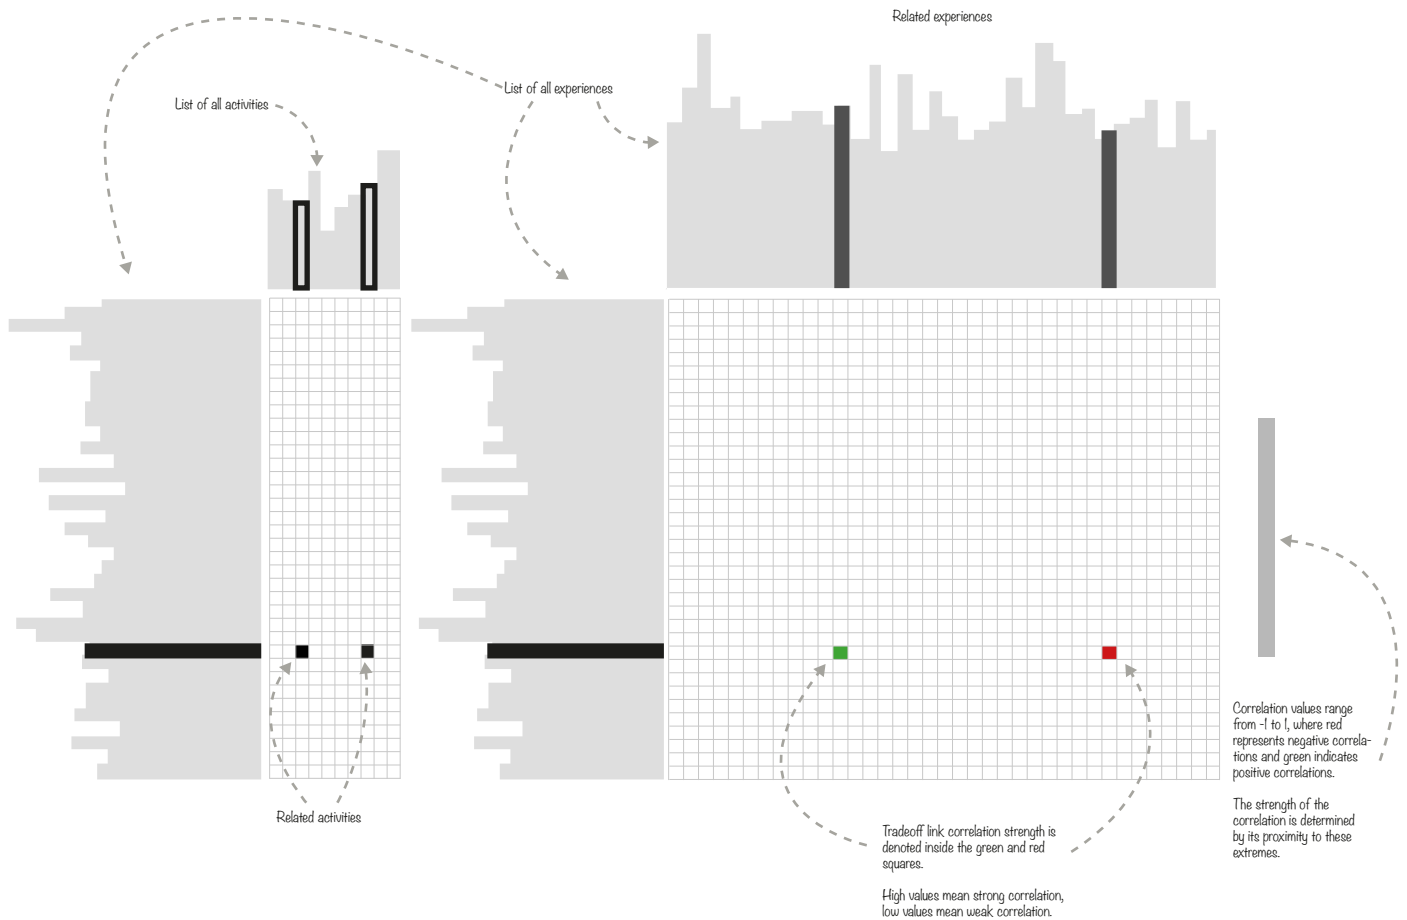 Related experiences
List of all experiences
List of all activities
Correlation values range
from -1 to 1, where red
represents negative correla-
tions and green indicates
positive correlations.
The strength of the
correlation is determined
by its proximity to these
extremes.
Related activities
Tradeoff link correlation strength is
denoted inside the green and red
squares.
High values mean strong correlation,
low values mean weak correlation.